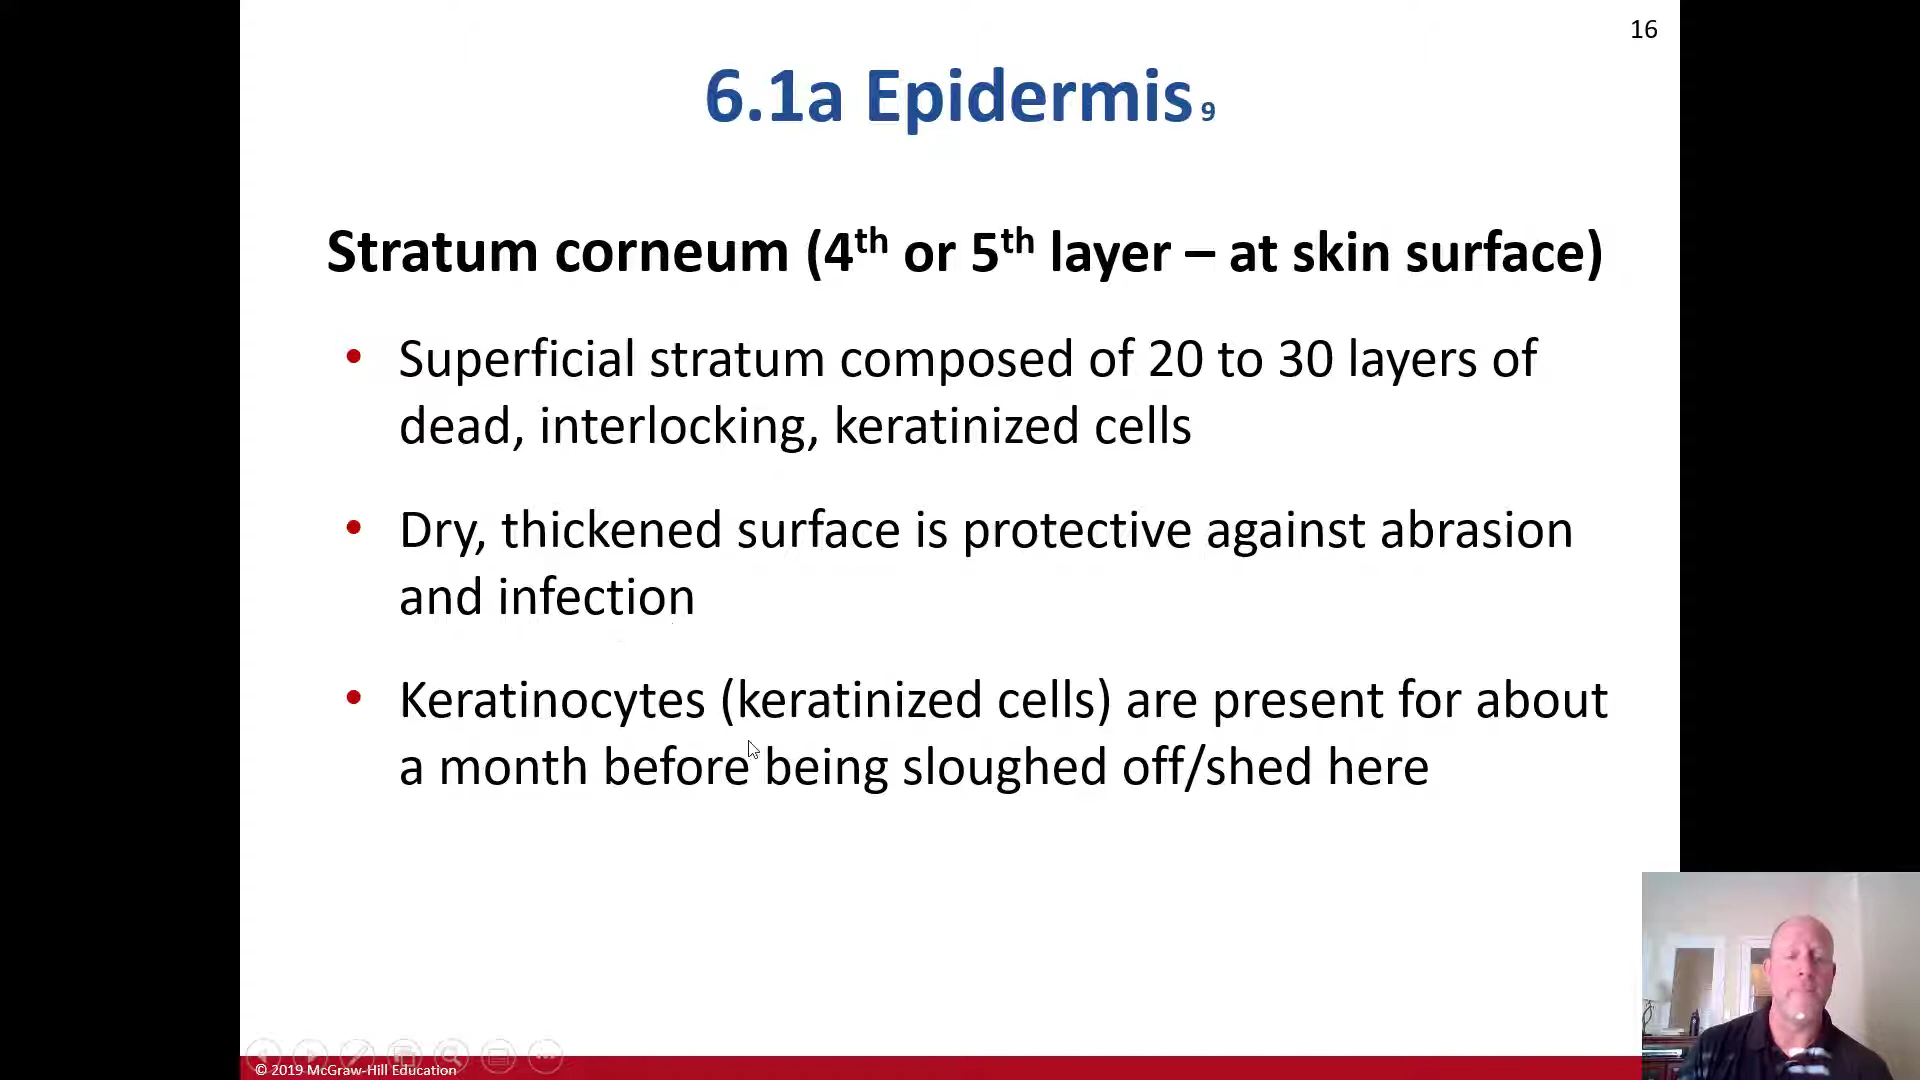 16
6.1a Epidermis 9
Stratum corneum (4th or 5th layer – at skin surface)
• Superficial stratum composed of 20 to 30 layers of
dead, interlocking, keratinized cells
• Dry, thickened surface is protective against abrasion
and infection
• Keratinocytes (keratinized cells) are present for about
a month before being sloughed off/shed here
© 2019 McGraw-Hill Education